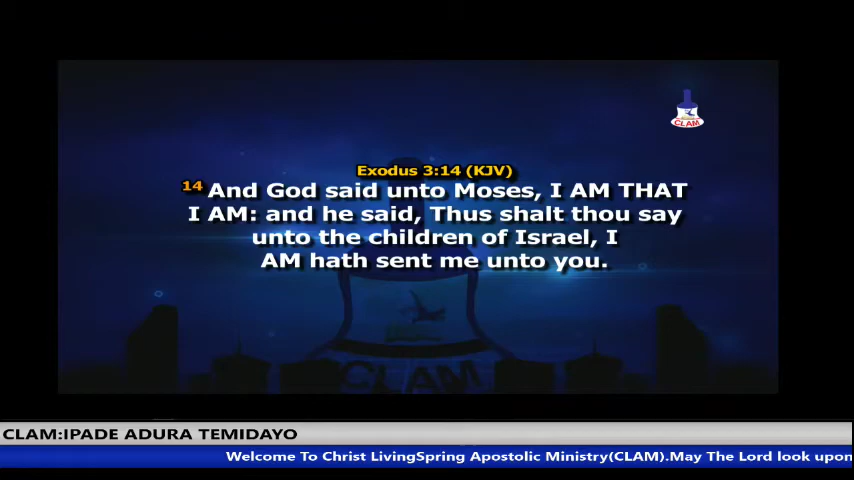 CLAM
Exodus 3:14 (KJV)
14 And God said unto Moses, I AM THAT
I AM: and he said, Thus shalt thou say
unto the children of Israel, I
AM hath sent me unto you.
CLAM
CLAM:IPADE ADURA TEMIDAYO
Welcome To Christ LivingSpring Apostolic Ministry(CLAM).May The Lord look upon